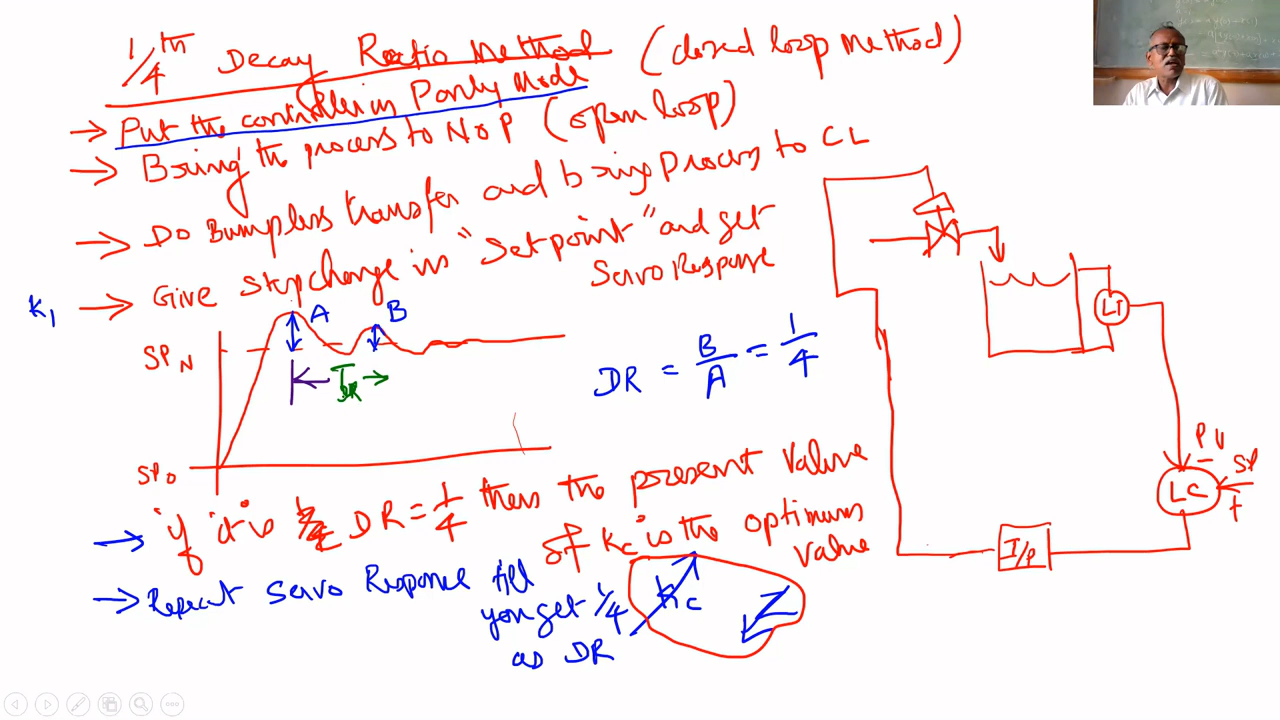 1/4th Decay Ratio Method (closed loop method)
→ Put the controller in P only Mode
→ Bring the process to NOP (open loop)
→ Do Bumpless transfer and bring Process to CL
→ Give step change in "Setpoint" and get
Servo Response
K1
A
B
SPN
TDR
SPO
DR = B/A = 1/4
→ 'if it is DR = 1/4 then the present value
of Kc is the optimum
value
→ Repeat Servo Response till
you get 1/4
as DR
Kc
LT
PV
SP
LC
I/P